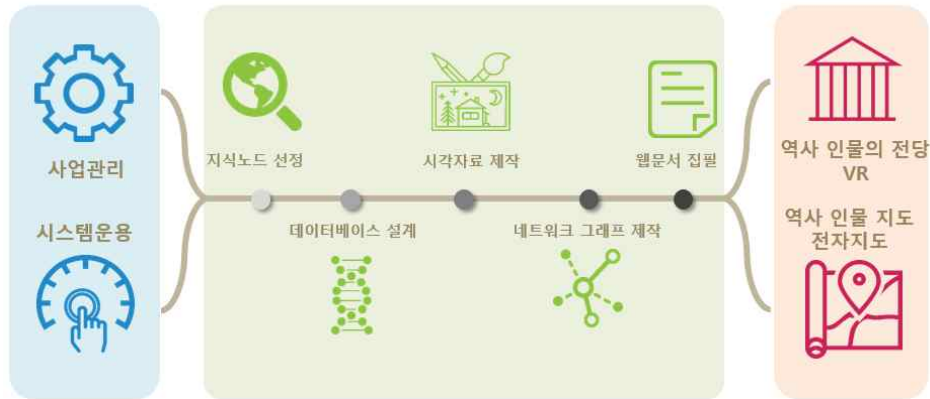 사업관리
시스템운용
지식노드 선정
시각자료 제작
웹문서 집필
데이터베이스 설계
네트워크 그래프 제작
역사 인물의 전당
VR
역사 인물 지도
전자지도